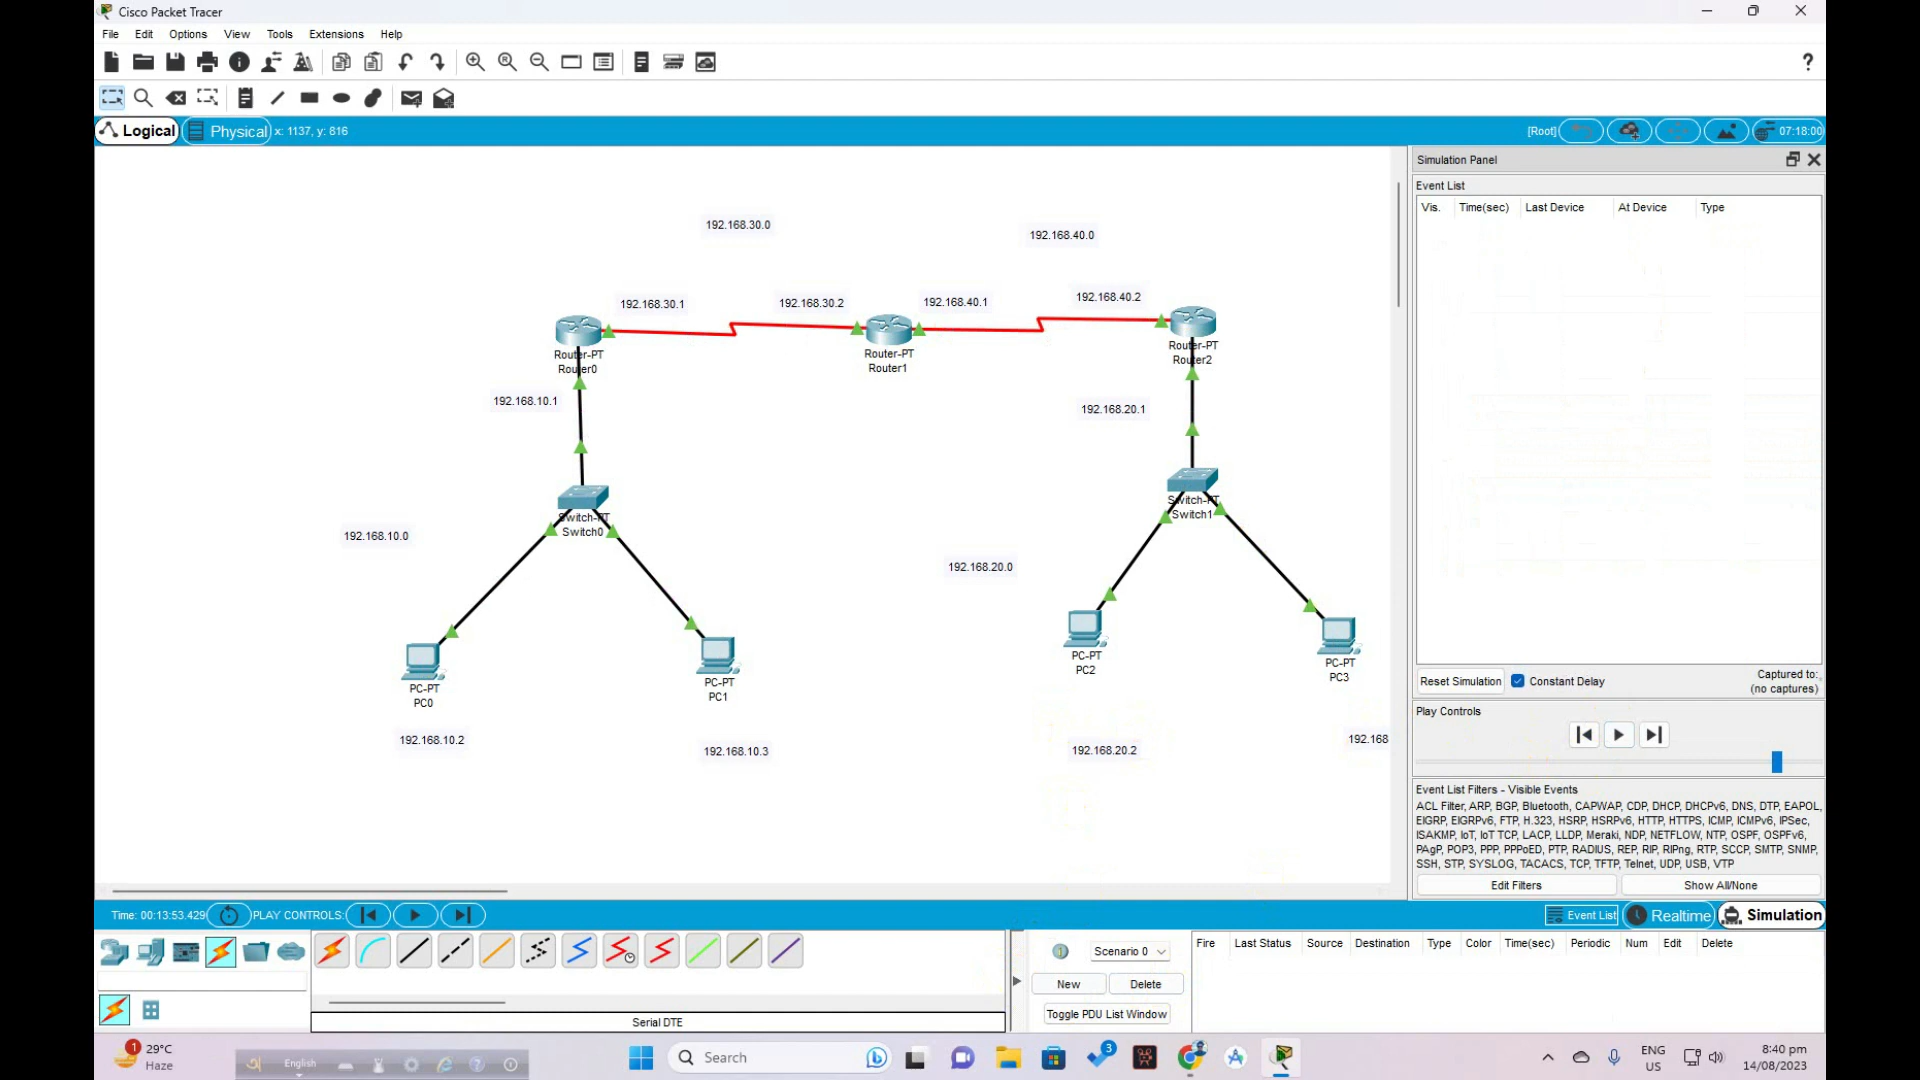 Cisco Packet Tracer
File Edit Options View Tools Extensions Help
?
Logical Physical x: 1137, y: 816 [Root] 07:18:00
Simulation Panel
Event List
Vis. Time(sec) Last Device At Device Type
192.168.30.0
192.168.40.0
192.168.30.1
192.168.30.2
192.168.40.1
192.168.40.2
Router-PT
Router0
Router-PT
Router1
Router-PT
Router2
192.168.10.1
192.168.20.1
Switch-PT
Switch0
Switch-PT
Switch1
192.168.10.0
192.168.20.0
PC-PT
PC0
PC-PT
PC1
PC-PT
PC2
PC-PT
PC3
192.168.10.2
192.168.10.3
192.168.20.2
192.168
Reset Simulation Constant Delay
Captured to:
(no captures)
Play Controls
Event List Filters - Visible Events
ACL Filter, ARP, BGP, Bluetooth, CAPWAP, CDP, DHCP, DHCPv6, DNS, DTP, EAPOL,
EIGRP, EIGRPv6, FTP, H.323, HSRP, HSRPv6, HTTP, HTTPS, ICMP, ICMPv6, IPSec,
ISAKMP, IoT, IoT TCP, LACP, LLDP, Meraki, NDP, NETFLOW, NTP, OSPF, OSPFv6,
PAgP, POP3, PPP, PPPoED, PTP, RADIUS, REP, RIP, RIPng, RTP, SCCP, SMTP, SNMP,
SSH, STP, SYSLOG, TACACS, TCP, TFTP, Telnet, UDP, USB, VTP
Edit Filters Show All/None
Time: 00:13:53.429 PLAY CONTROLS: Event List Realtime Simulation
Scenario 0
New Delete
Toggle PDU List Window
Fire Last Status Source Destination Type Color Time(sec) Periodic Num Edit Delete
Serial DTE
1
29°C
Haze
English
Search
3
ENG
US
8:40 pm
14/08/2023